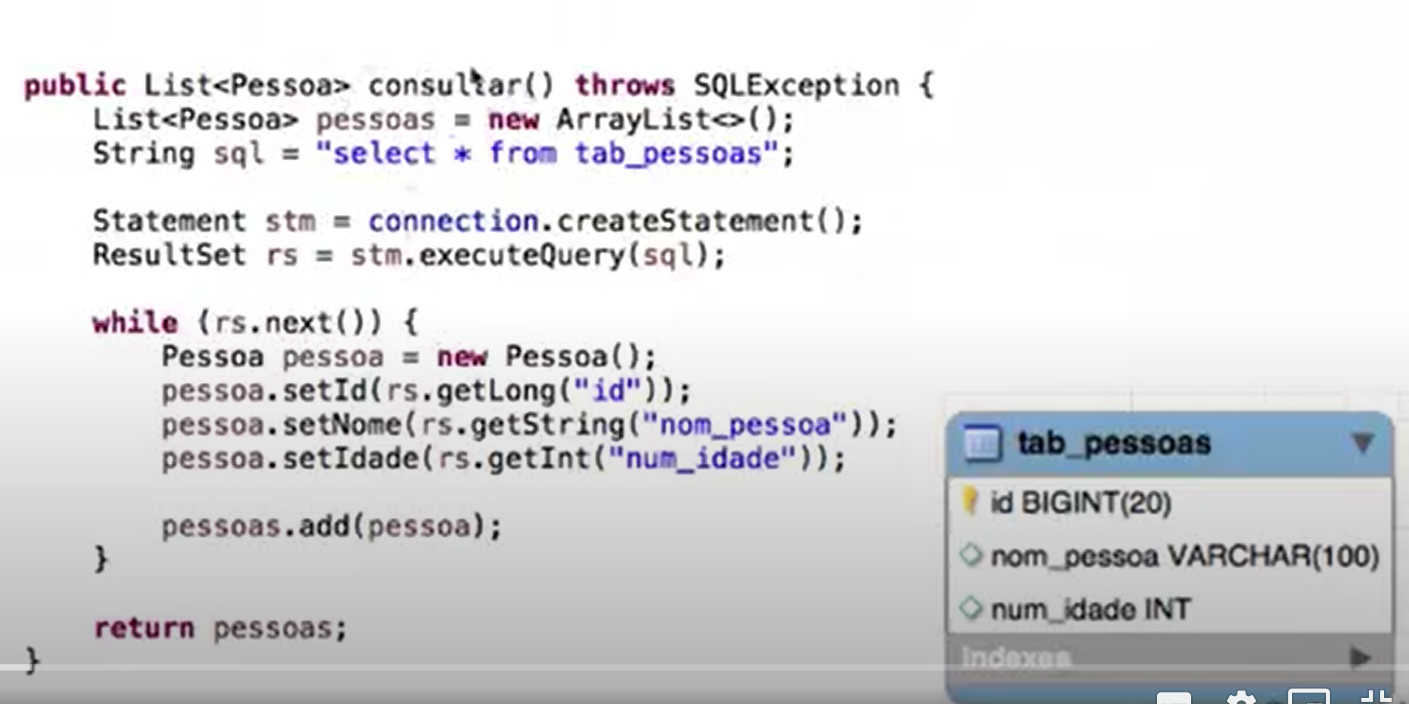 public List<Pessoa> consultar() throws SQLException {
    List<Pessoa> pessoas = new ArrayList<>();
    String sql = "select * from tab_pessoas";
    Statement stm = connection.createStatement();
    ResultSet rs = stm.executeQuery(sql);
    while (rs.next()) {
        Pessoa pessoa = new Pessoa();
        pessoa.setId(rs.getLong("id"));
        pessoa.setNome(rs.getString("nom_pessoa"));
        pessoa.setIdade(rs.getInt("num_idade"));
        pessoas.add(pessoa);
    }
    return pessoas;
}
tab_pessoas
id BIGINT(20)
nom_pessoa VARCHAR(100)
num_idade INT
Indexes